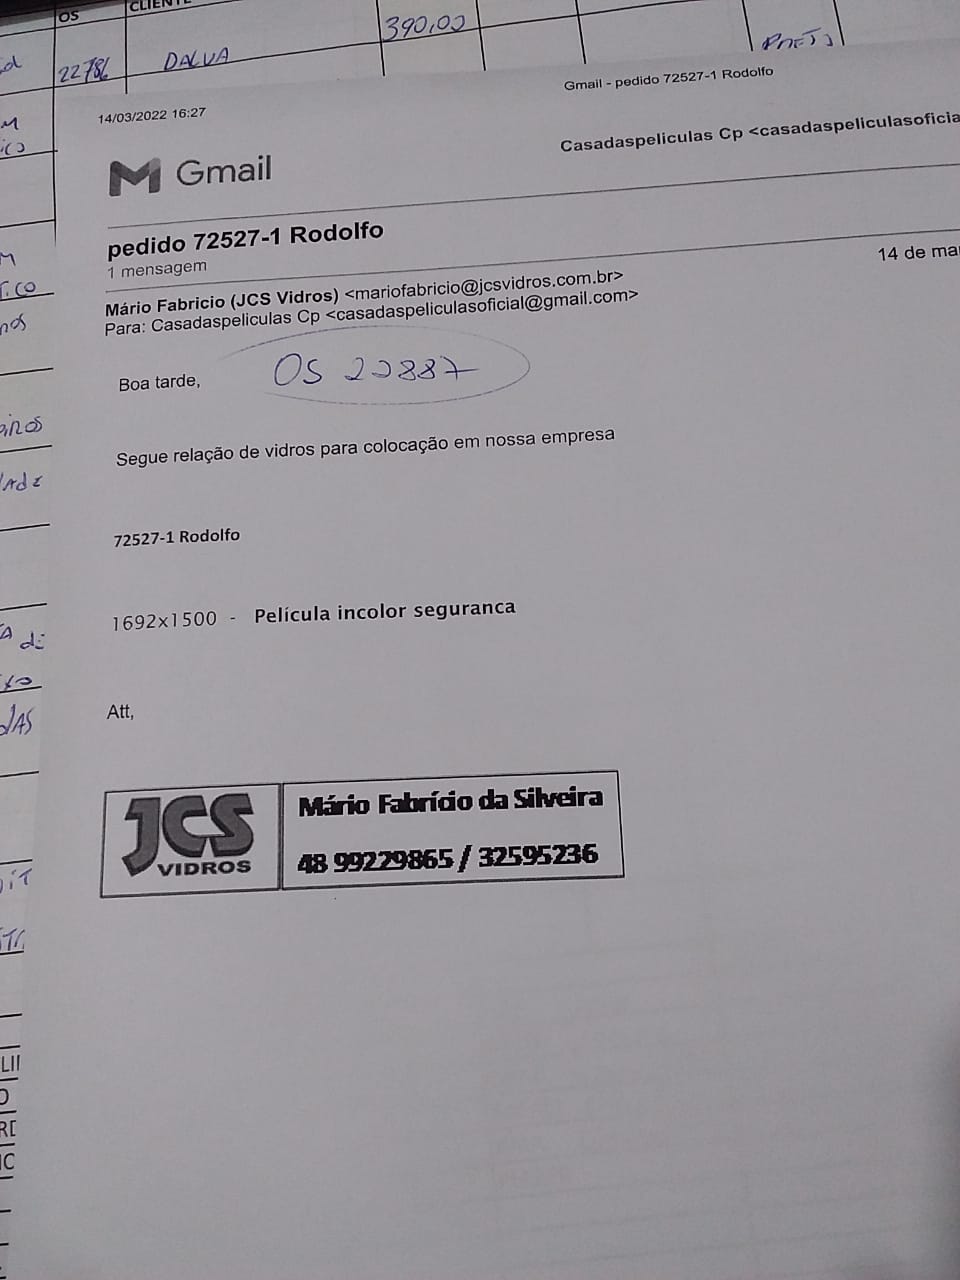 OS
CLIENTE
390,00
22786
DALVA
14/03/2022 16:27
Gmail - pedido 72527-1 Rodolfo
Gmail
Casadaspeliculas Cp <casadaspeliculasoficia
pedido 72527-1 Rodolfo
1 mensagem
14 de mar
Mário Fabricio (JCS Vidros) <mariofabricio@jcsvidros.com.br>
Para: Casadaspeliculas Cp <casadaspeliculasoficial@gmail.com>
Boa tarde,
OS 22887
Segue relação de vidros para colocação em nossa empresa
72527-1 Rodolfo
1692x1500 - Película incolor seguranca
Att,
JCS
VIDROS
Mário Fabrício da Silveira
48 99229865 / 32595236